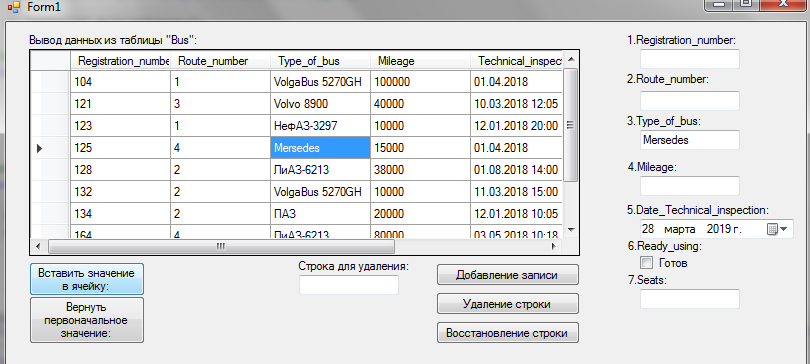 Form1
Вывод данных из таблицы "Bus":
Registration_numbe Route_number Type_of_bus Mileage Technical_inspect
104 1 VolgaBus 5270GH 100000 01.04.2018
121 3 Volvo 8900 40000 10.03.2018 12:05
123 1 НефАЗ-3297 10000 12.01.2018 20:00
125 4 Mersedes 15000 01.04.2018
128 2 ЛиАЗ-6213 38000 01.08.2018 14:00
132 2 VolgaBus 5270GH 10000 11.03.2018 15:00
134 2 ПАЗ 20000 12.01.2018 10:05
164 4 ЛиАЗ-6213 80000 03.05.2018 10:18
Вставить значение
в ячейку:
Вернуть
первоначальное
значение:
Строка для удаления:
Добавление записи
Удаление строки
Восстановление строки
1.Registration_number:
2.Route_number:
3.Type_of_bus:
Mersedes
4.Mileage:
5.Date_Technical_inspection:
28 марта 2019 г.
6.Ready_using:
Готов
7.Seats: